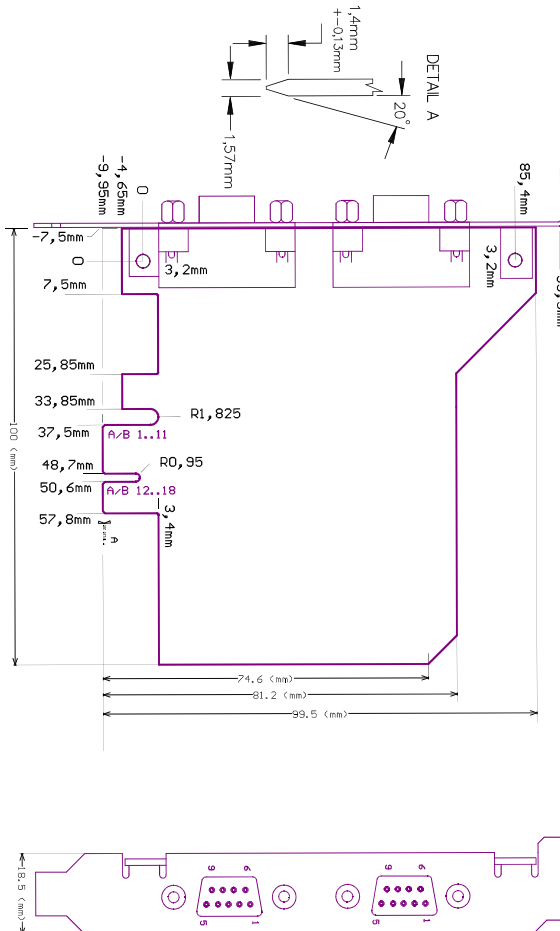 1,4mm
+-0,13mm
DETAIL A
20°
1,57mm
-4,65mm
-9,95mm
0
85,4mm
-7,5mm
0
3,2mm
3,2mm
7,5mm
25,85mm
33,85mm
R1,825
37,5mm
A/B 1..11
100 (mm)
48,7mm
R0,95
50,6mm
A/B 12..18
57,8mm
3,4mm
A
74.6 (mm)
81.2 (mm)
99.5 (mm)
18.5 (mm)
9
6
5
1
9
6
5
1